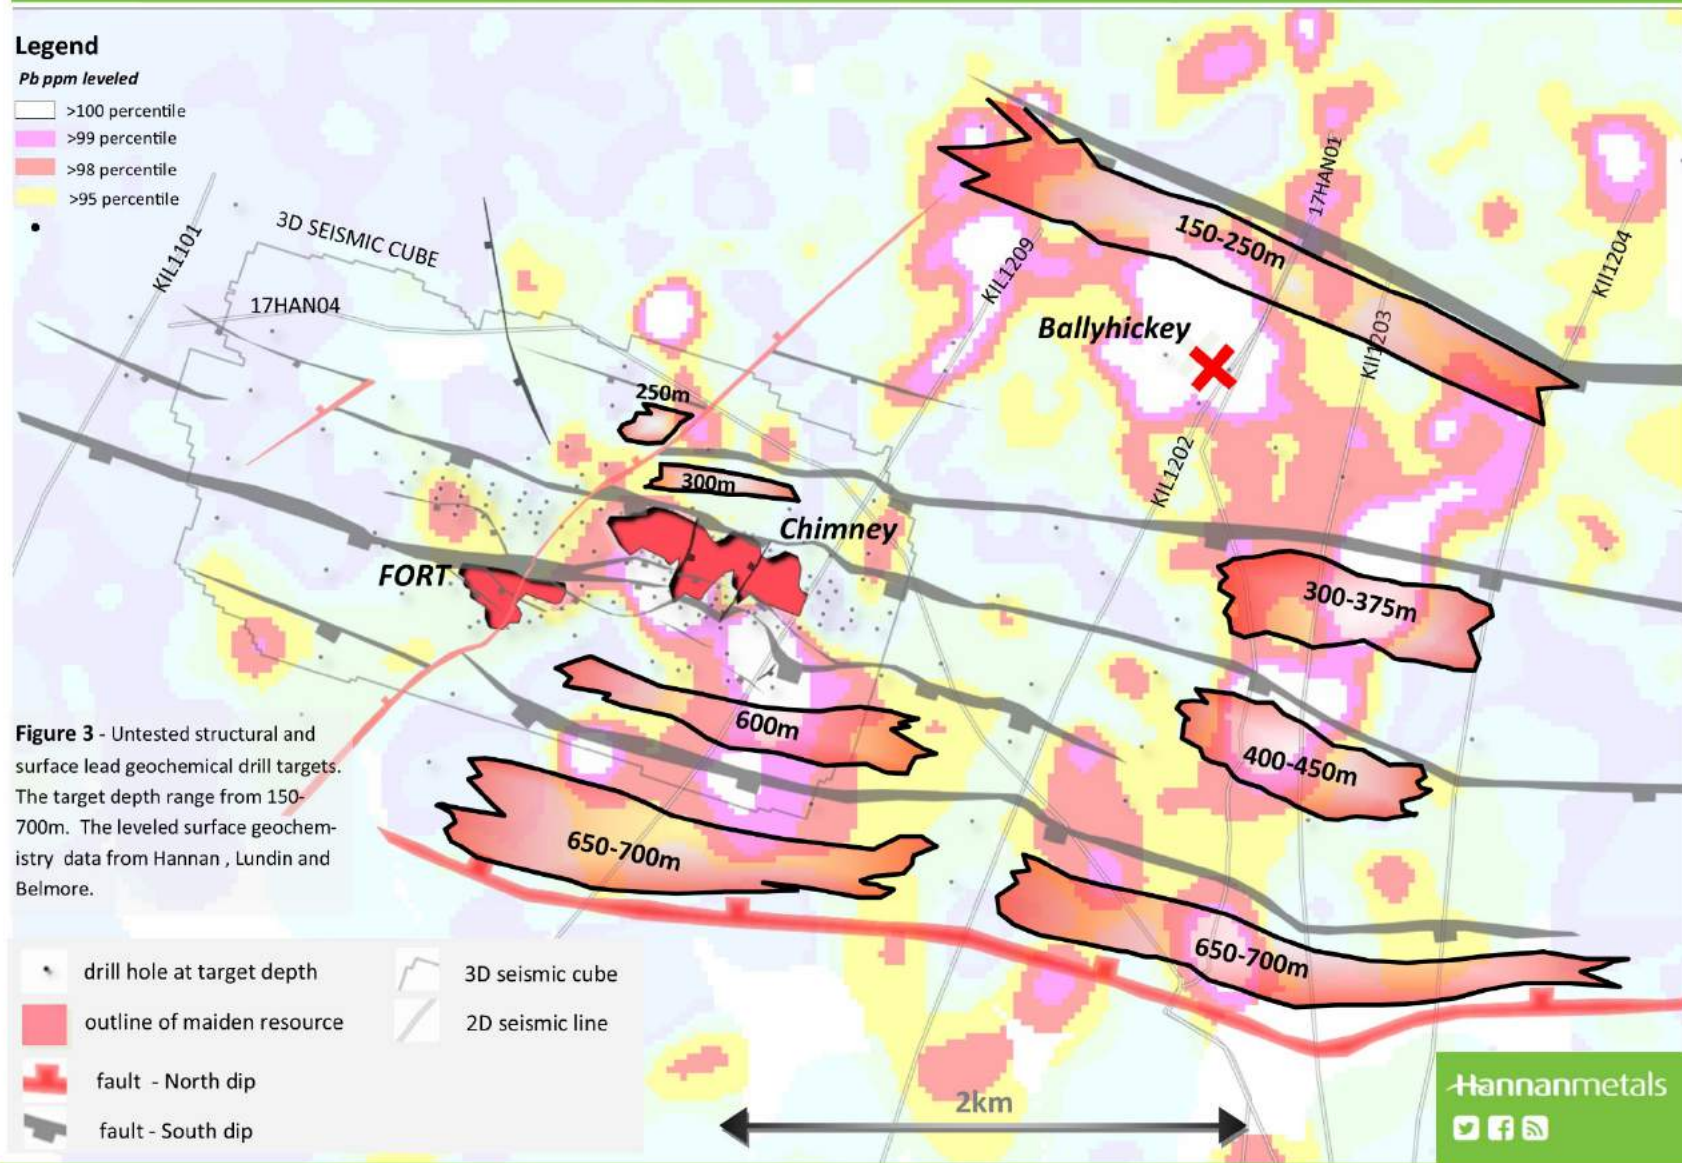 Legend
Pb ppm leveled
>100 percentile
>99 percentile
>98 percentile
>95 percentile
KIL1101
3D SEISMIC CUBE
17HAN04
KIL1209
17HAN01
KIl1204
150-250m
Ballyhickey
KIl1203
250m
KIL1202
300m
Chimney
FORT
300-375m
600m
400-450m
650-700m
650-700m
Figure 3 - Untested structural and
surface lead geochemical drill targets.
The target depth range from 150-
700m. The leveled surface geochem-
istry data from Hannan , Lundin and
Belmore.
drill hole at target depth
outline of maiden resource
fault - North dip
fault - South dip
3D seismic cube
2D seismic line
2km
Hannanmetals